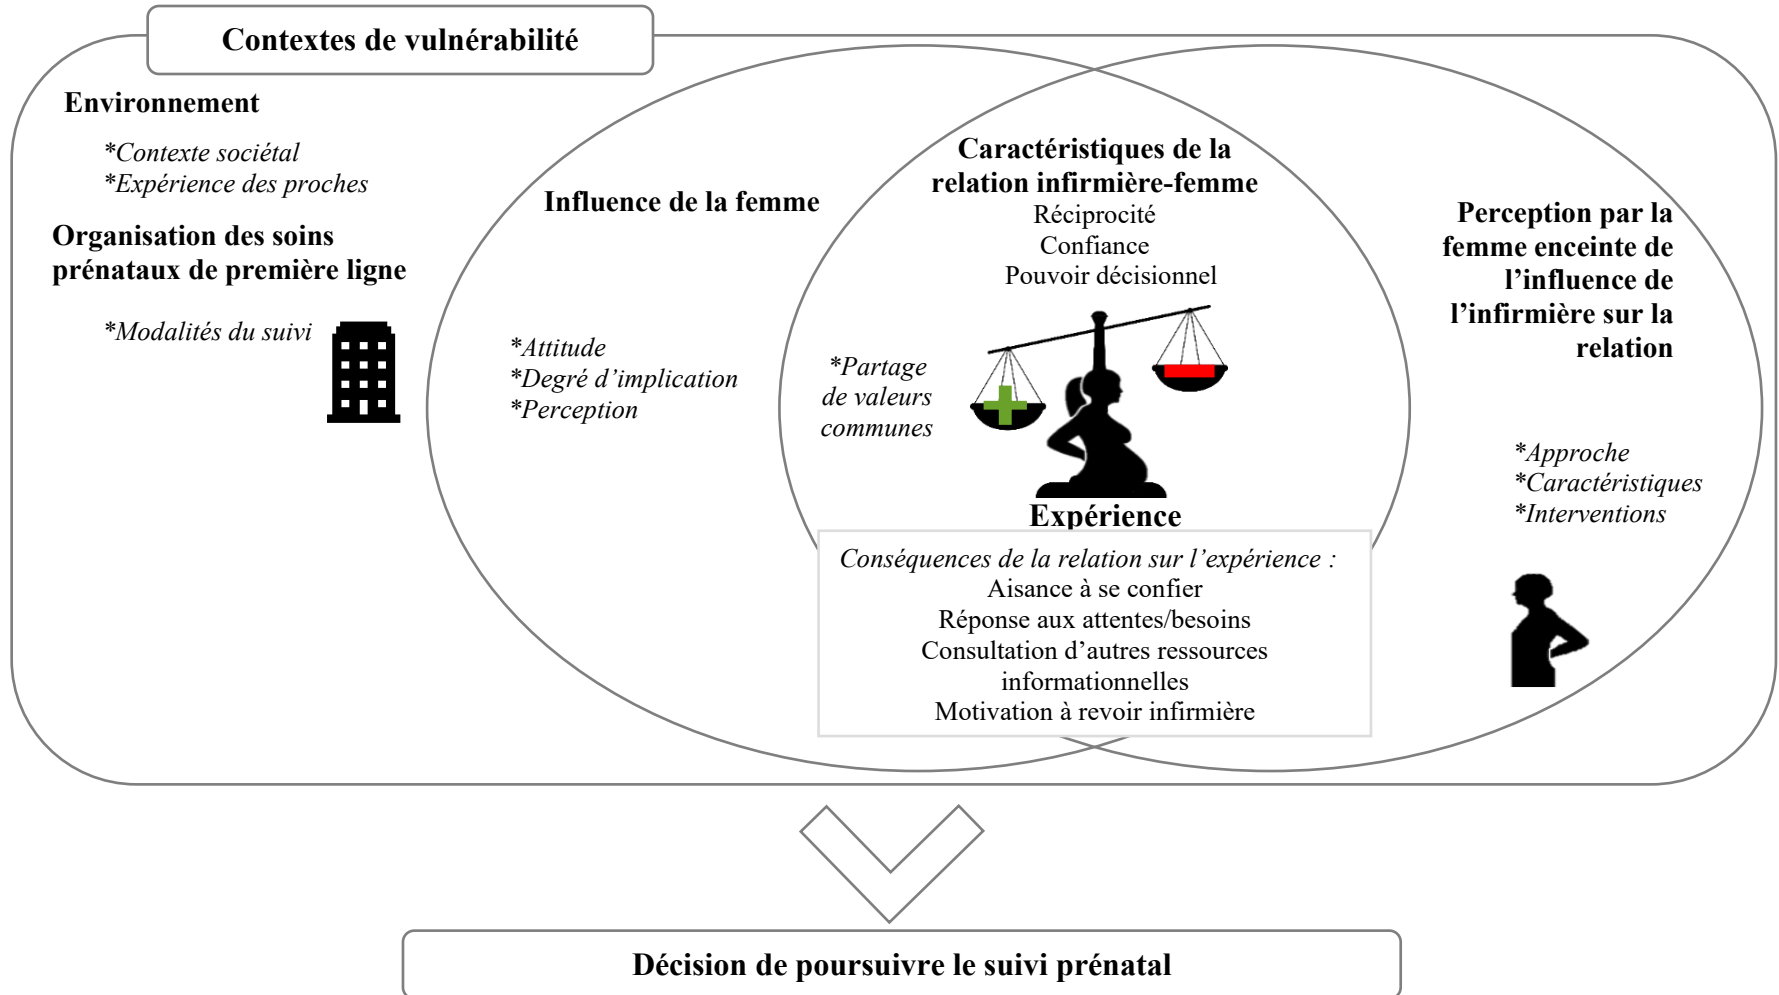 Contextes de vulnérabilité
Environnement
*Contexte sociétal
*Expérience des proches
Organisation des soins
prénataux de première ligne
*Modalités du suivi
Influence de la femme
*Attitude
*Degré d’implication
*Perception
Caractéristiques de la
relation infirmière-femme
Réciprocité
Confiance
Pouvoir décisionnel
*Partage
de valeurs
communes
Expérience
Conséquences de la relation sur l’expérience :
Aisance à se confier
Réponse aux attentes/besoins
Consultation d’autres ressources
informationnelles
Motivation à revoir infirmière
Perception par la
femme enceinte de
l’influence de
l’infirmière sur la
relation
*Approche
*Caractéristiques
*Interventions
Décision de poursuivre le suivi prénatal